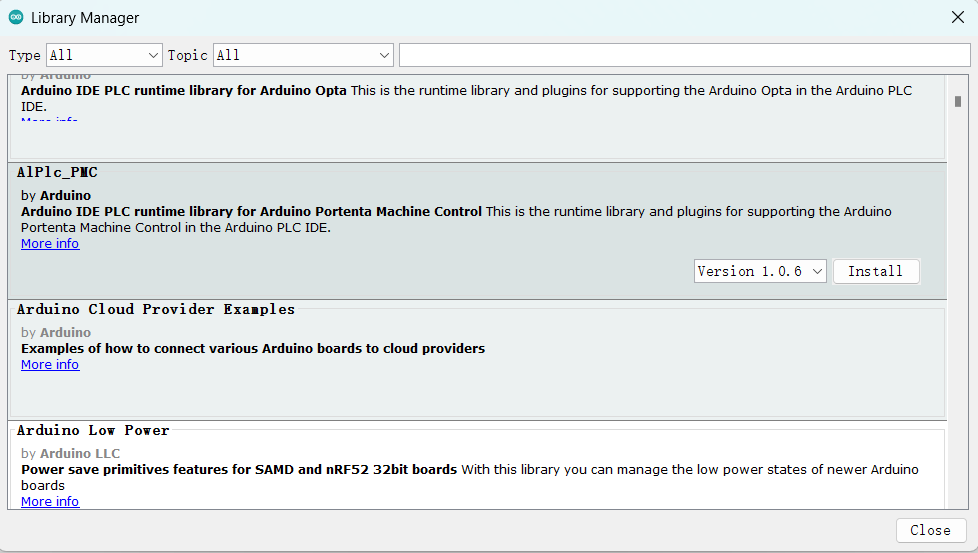 Library Manager
Type All Topic All
by Arduino
Arduino IDE PLC runtime library for Arduino Opta This is the runtime library and plugins for supporting the Arduino Opta in the Arduino PLC
IDE.
More info
AlPlc_PMC
by Arduino
Arduino IDE PLC runtime library for Arduino Portenta Machine Control This is the runtime library and plugins for supporting the Arduino
Portenta Machine Control in the Arduino PLC IDE.
More info
Version 1.0.6 Install
Arduino Cloud Provider Examples
by Arduino
Examples of how to connect various Arduino boards to cloud providers
More info
Arduino Low Power
by Arduino LLC
Power save primitives features for SAMD and nRF52 32bit boards With this library you can manage the low power states of newer Arduino
boards
More info
Close